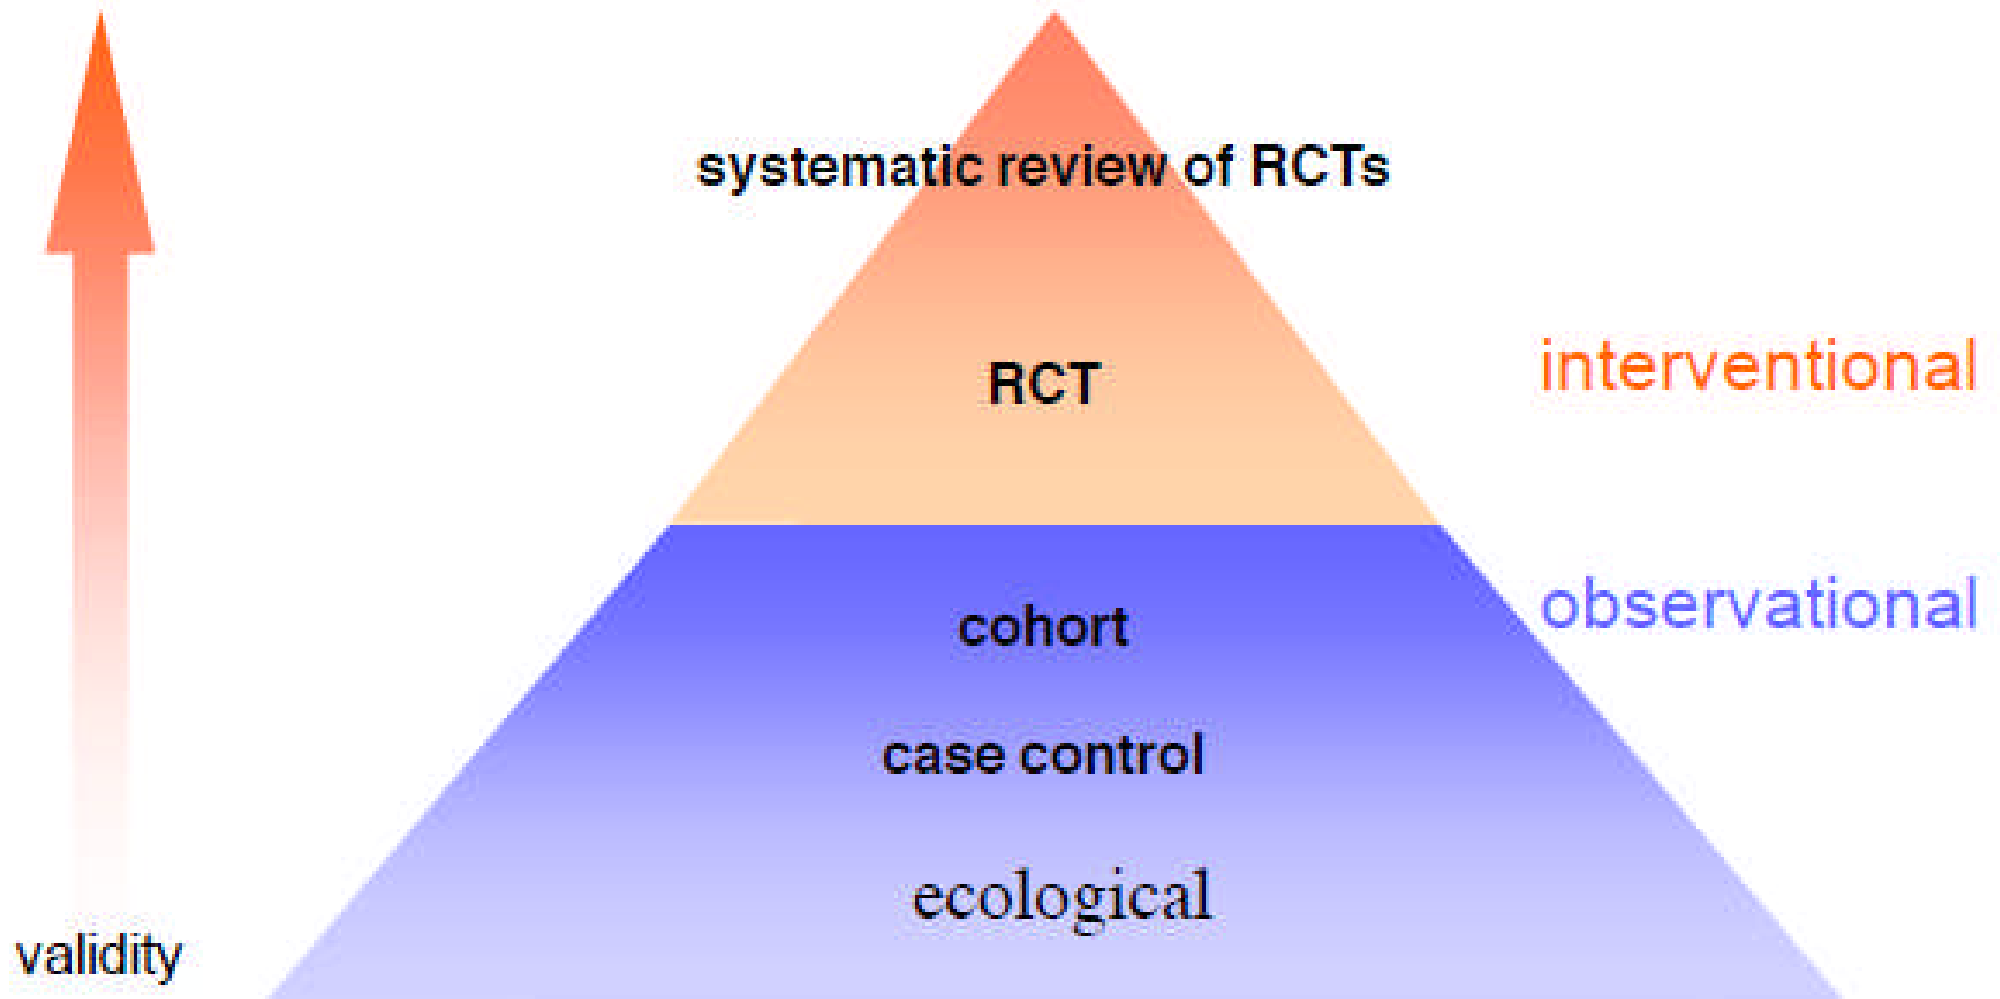 systematic review of RCTs
RCT
interventional
observational
cohort
case control
ecological
validity